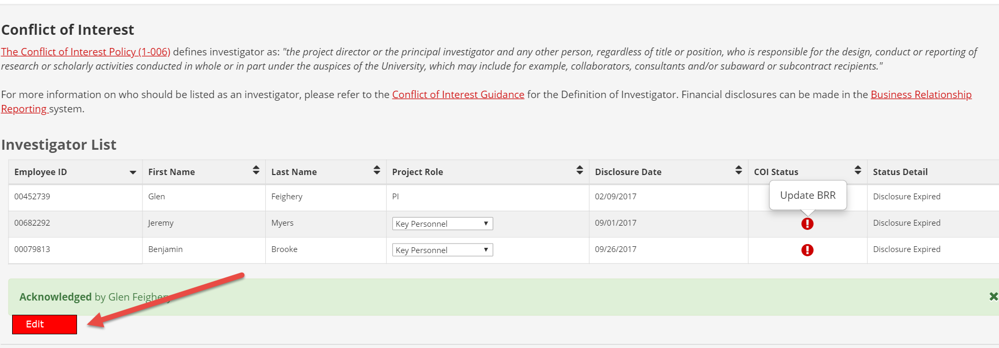 Conflict of Interest
The Conflict of Interest Policy (1-006) defines investigator as: "the project director or the principal investigator and any other person, regardless of title or position, who is responsible for the design, conduct or reporting of
research or scholarly activities conducted in whole or in part under the auspices of the University, which may include for example, collaborators, consultants and/or subaward or subcontract recipients."
For more information on who should be listed as an investigator, please refer to the Conflict of Interest Guidance for the Definition of Investigator. Financial disclosures can be made in the Business Relationship
Reporting system.
Investigator List
Employee ID First Name Last Name Project Role Disclosure Date COI Status Status Detail
Update BRR
00452739 Glen Feighery PI 02/09/2017 Disclosure Expired
00682292 Jeremy Myers Key Personnel 09/01/2017 Disclosure Expired
00079813 Benjamin Brooke Key Personnel 09/26/2017 Disclosure Expired
Acknowledged by Glen Feighery
Edit